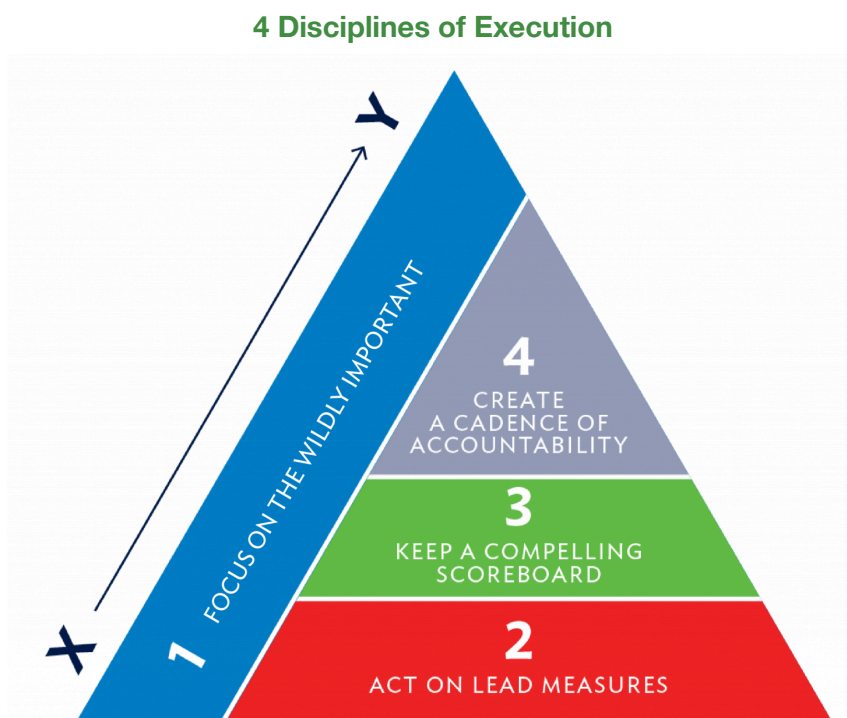 4 Disciplines of Execution
Y
X
1 FOCUS ON THE WILDLY IMPORTANT
4
CREATE
A CADENCE OF
ACCOUNTABILITY
3
KEEP A COMPELLING
SCOREBOARD
2
ACT ON LEAD MEASURES